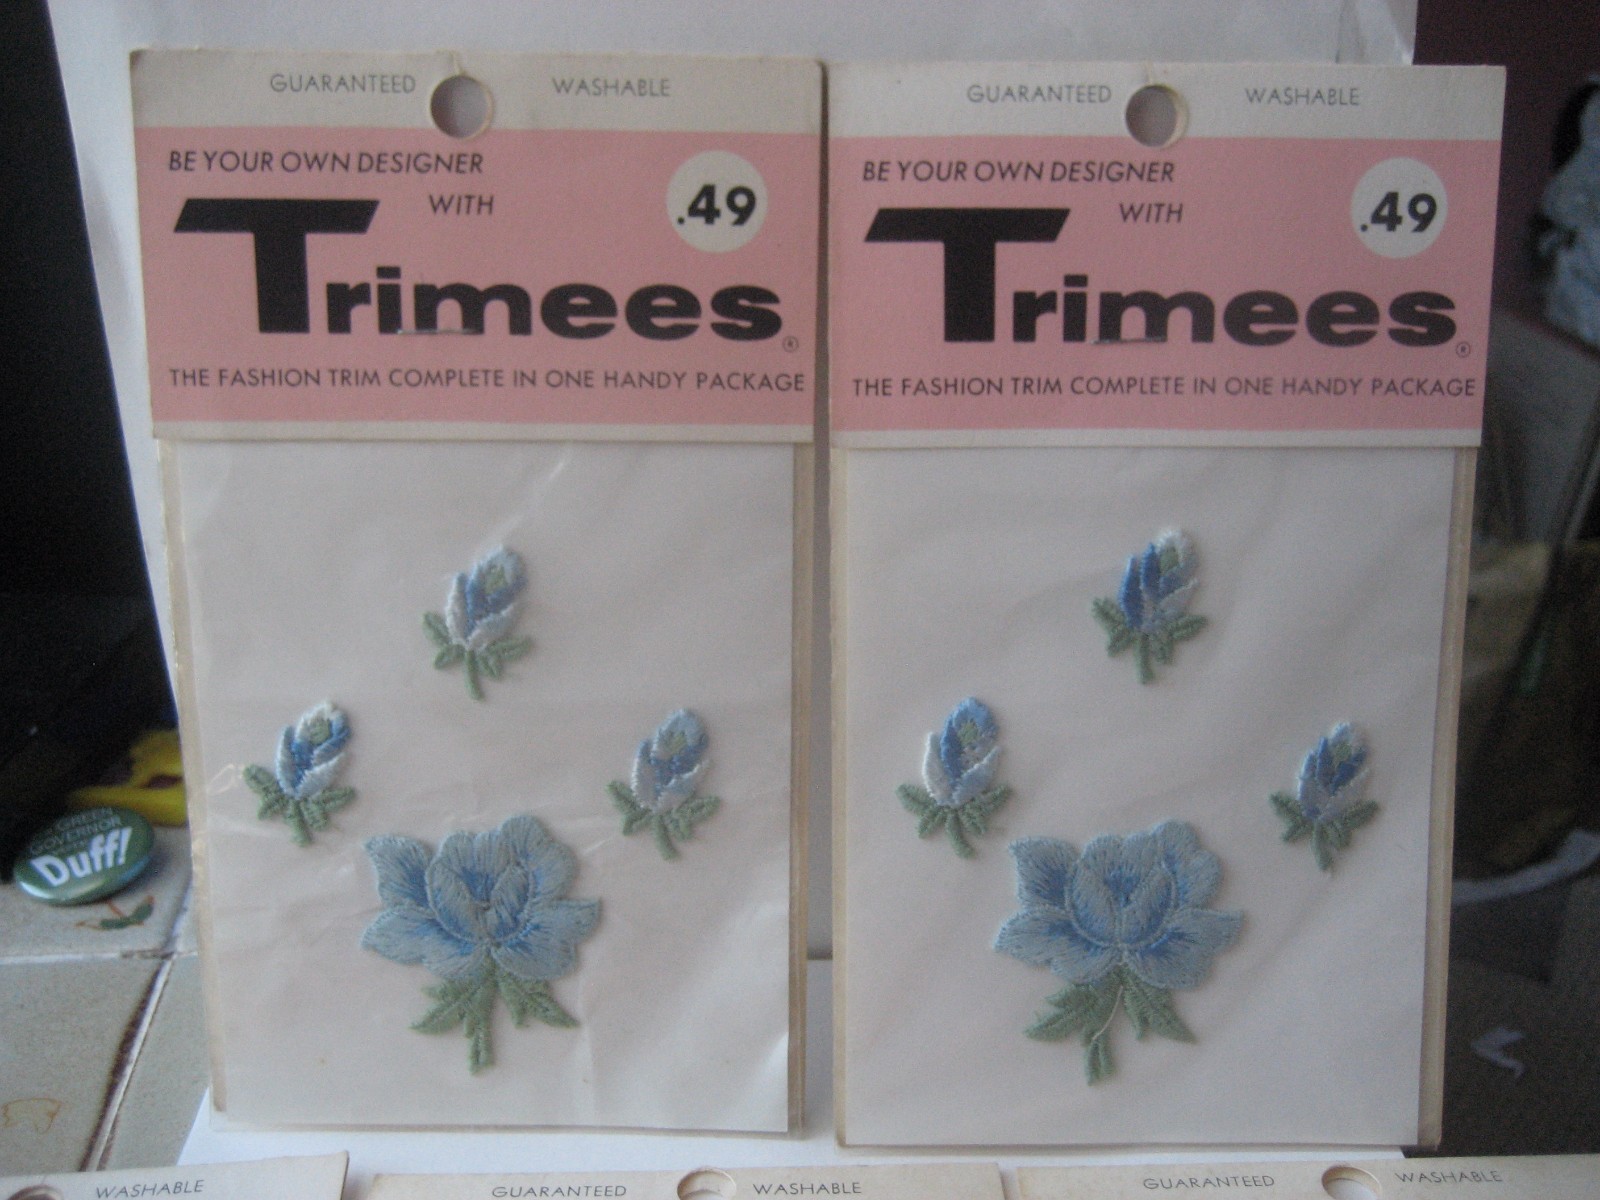 GUARANTEED WASHABLE
BE YOUR OWN DESIGNER
WITH
.49
Trimees®
THE FASHION TRIM COMPLETE IN ONE HANDY PACKAGE
GUARANTEED WASHABLE
BE YOUR OWN DESIGNER
WITH
.49
Trimees®
THE FASHION TRIM COMPLETE IN ONE HANDY PACKAGE
GREEN
GOVERNOR
Duff!
WASHABLE
GUARANTEED WASHABLE
GUARANTEED WASHABLE